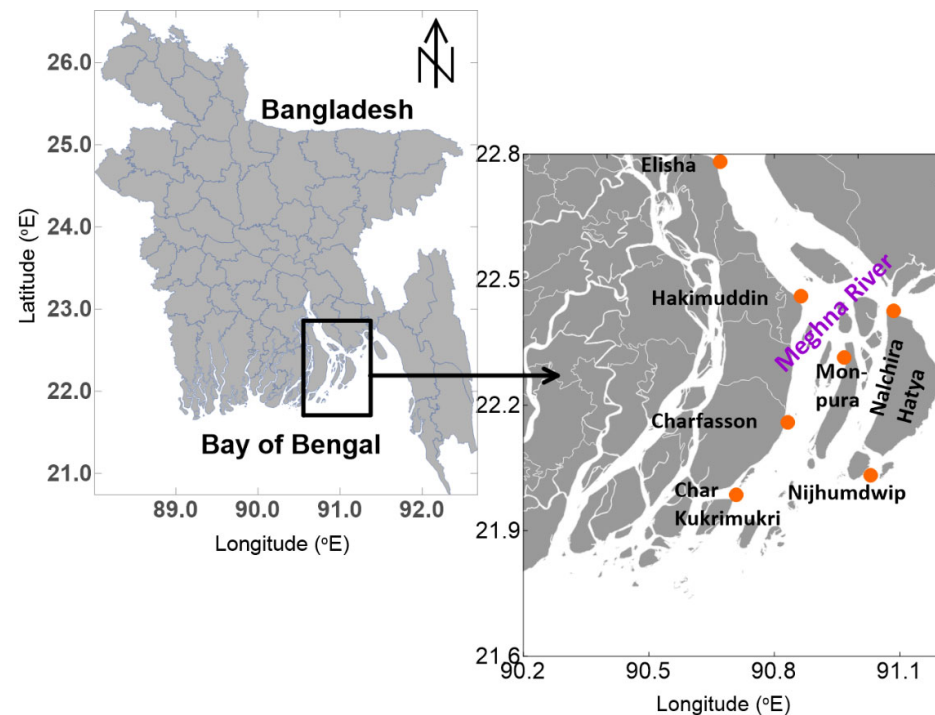 N
26.0
Bangladesh
25.0
24.0
23.0
22.0
21.0
Latitude (°E)
Bay of Bengal
89.0 90.0 91.0 92.0
Longitude (°E)
22.8
Elisha
22.5
Hakimuddin
Meghna River
Mon-
pura
Nalchira
Hatya
22.2
Charfasson
Char
Kukrimukri
Nijhumdwip
21.9
21.6
90.2 90.5 90.8 91.1
Longitude (°E)